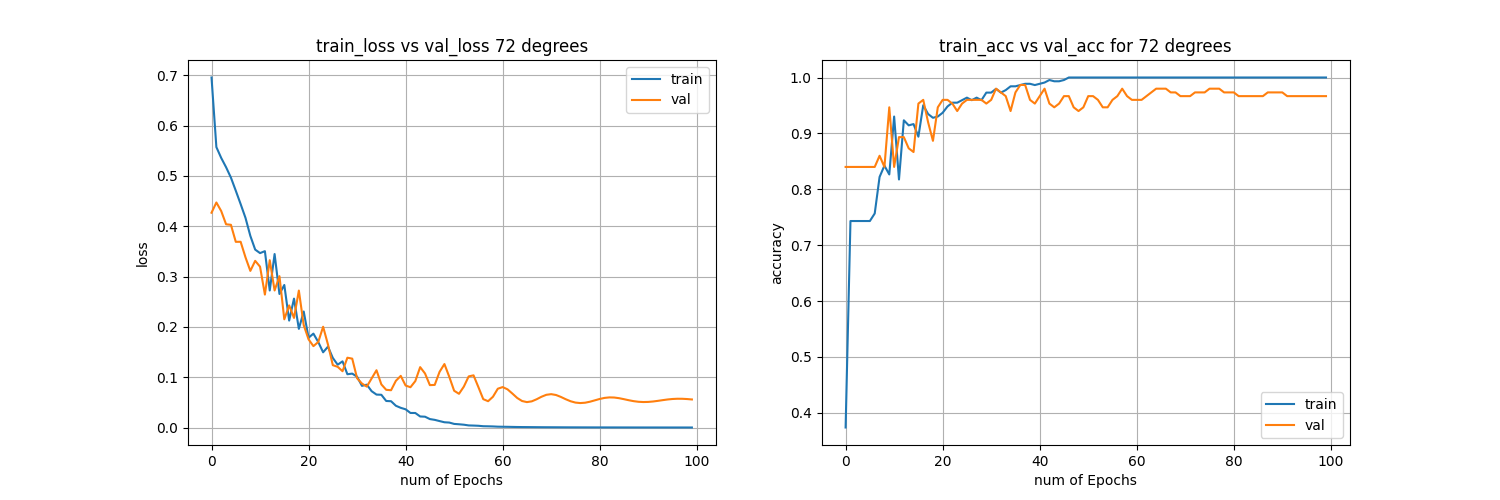 train_loss vs val_loss 72 degrees
0.7
0.6
0.5
0.4
0.3
0.2
0.1
0.0
loss
train
val
0 20 40 60 80 100
num of Epochs
train_acc vs val_acc for 72 degrees
1.0
0.9
0.8
0.7
0.6
0.5
0.4
accuracy
train
val
0 20 40 60 80 100
num of Epochs